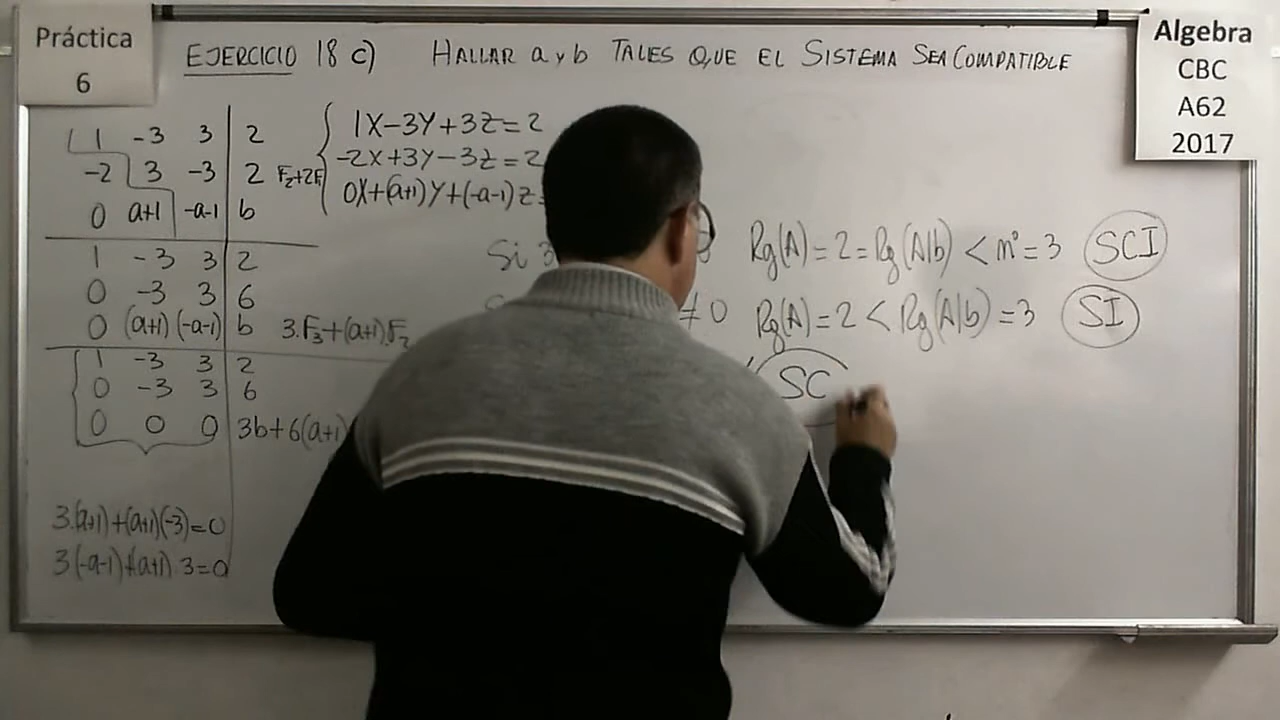 Práctica
6
EJERCICIO 18 c) HALLAR a y b TALES QUE EL SISTEMA SEA COMPATIBLE
Algebra
CBC
A62
2017
1 -3 3 | 2
-2 3 -3 | 2 F₂+2F₁
0 a+1 -a-1 | b
1 -3 3 | 2
0 -3 3 | 6
0 (a+1) (-a-1) | b 3.F₃+(a+1).F₂
1 -3 3 | 2
0 -3 3 | 6
0 0 0 | 3b+6(a+1)
3.(a+1)+(a+1)(-3)=0
3(-a-1)+(a+1).3=0
1X-3Y+3Z=2
-2X+3Y-3Z=2
0X+(a+1)Y+(-a-1)Z=
Si 3
Rg(A)=2=Rg(A|b)<n°=3 SCI
≠0 Rg(A)=2<Rg(A|b)=3 SI
SC